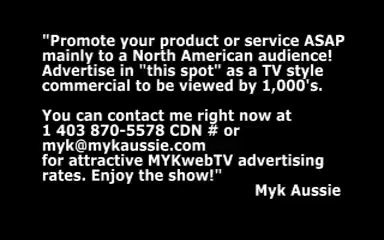 "Promote your product or service ASAP
mainly to a North American audience!
Advertise in "this spot" as a TV style
commercial to be viewed by 1,000's.
You can contact me right now at
1 403 870-5578 CDN # or
myk@mykaussie.com
for attractive MYKwebTV advertising
rates. Enjoy the show!"
Myk Aussie